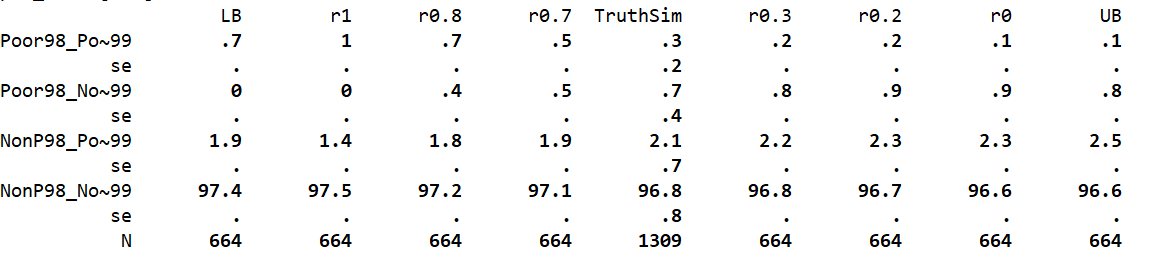 LB r1 r0.8 r0.7 TruthSim r0.3 r0.2 r0 UB
Poor98_Po~99 .7 1 .7 .5 .3 .2 .2 .1 .1
se . . . . .2 . . . .
Poor98_No~99 0 0 .4 .5 .7 .8 .9 .9 .8
se . . . . .4 . . . .
NonP98_Po~99 1.9 1.4 1.8 1.9 2.1 2.2 2.3 2.3 2.5
se . . . . .7 . . . .
NonP98_No~99 97.4 97.5 97.2 97.1 96.8 96.8 96.7 96.6 96.6
se . . . . .8 . . . .
N 664 664 664 664 1309 664 664 664 664